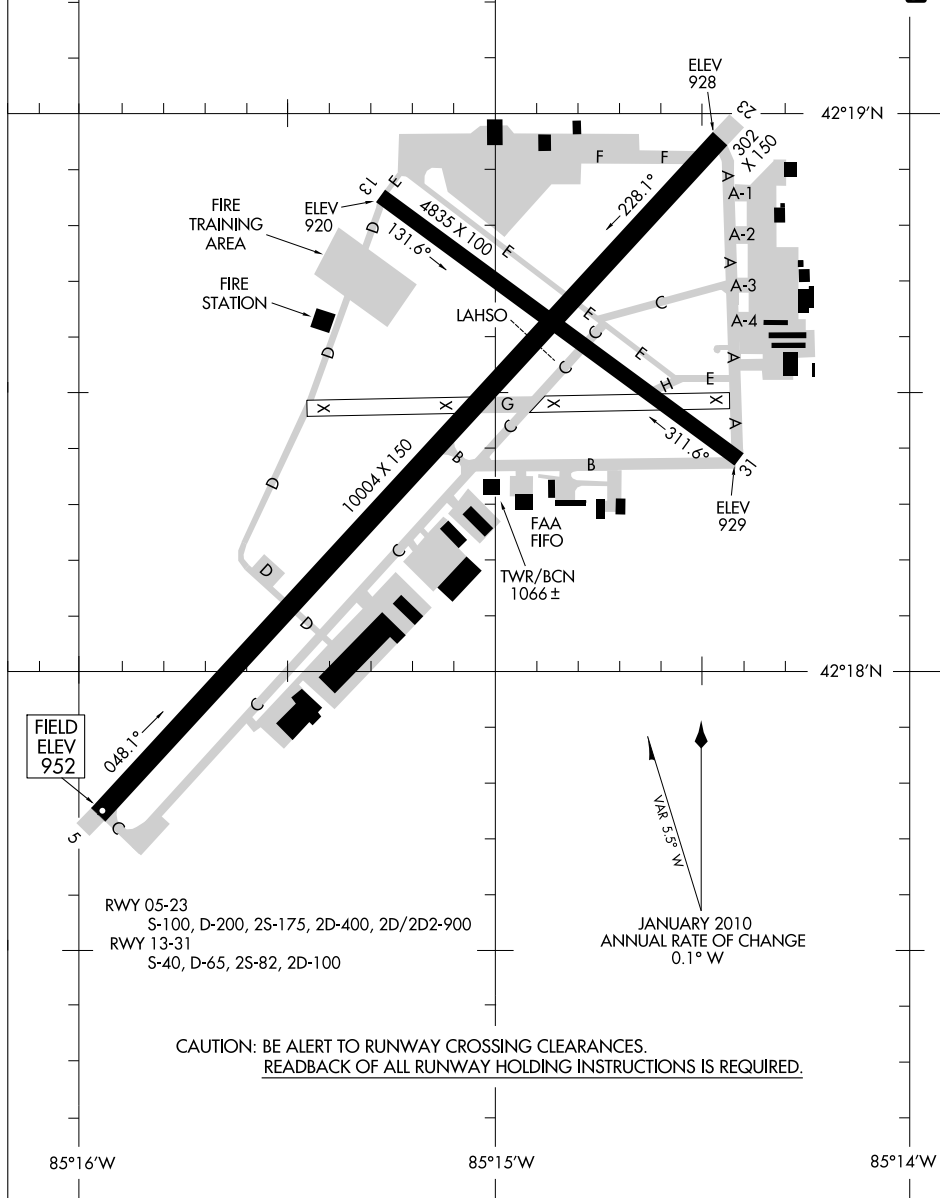 ELEV
928
23
42°19'N
302
X 150
F
F
A
A-1
228.1°
13
E
FIRE
TRAINING
AREA
ELEV
920
D
4835 X 100
131.6°
E
A-2
A
FIRE
STATION
A-3
C
LAHSO
E
C
A-4
D
E
A
C
H
E
X
X
G
X
X
C
A
311.6°
B
B
31
10004 X 150
D
ELEV
929
FAA
FIFO
C
TWR/BCN
1066 ±
D
D
42°18'N
C
FIELD
ELEV
952
048.1°
5
C
VAR 5.5° W
JANUARY 2010
ANNUAL RATE OF CHANGE
0.1° W
RWY 05-23
S-100, D-200, 2S-175, 2D-400, 2D/2D2-900
RWY 13-31
S-40, D-65, 2S-82, 2D-100
CAUTION: BE ALERT TO RUNWAY CROSSING CLEARANCES.
READBACK OF ALL RUNWAY HOLDING INSTRUCTIONS IS REQUIRED.
85°16'W
85°15'W
85°14'W